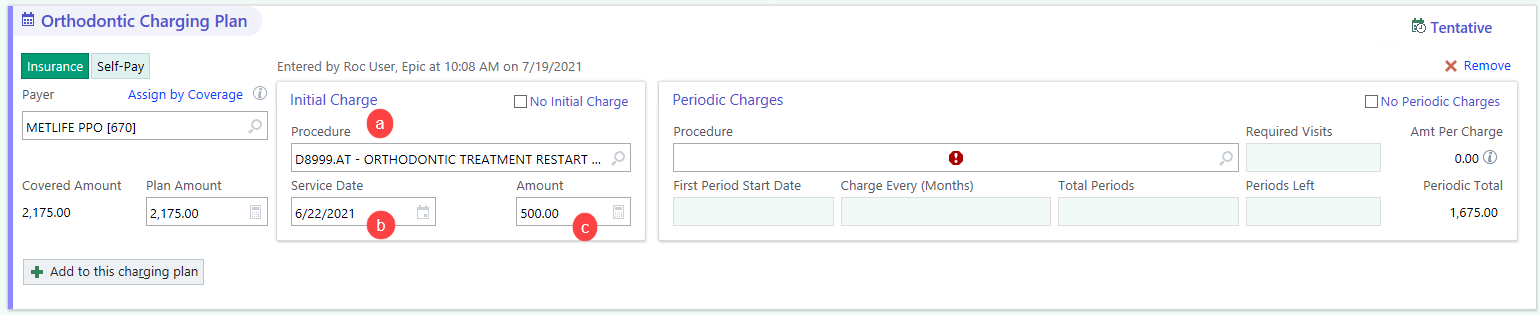 Orthodontic Charging Plan
Tentative
Insurance
Self-Pay
Entered by Roc User, Epic at 10:08 AM on 7/19/2021
Remove
Payer
Assign by Coverage
METLIFE PPO [670]
Covered Amount
Plan Amount
2,175.00
2,175.00
Initial Charge
No Initial Charge
a
Procedure
D8999.AT - ORTHODONTIC TREATMENT RESTART ...
Service Date
Amount
6/22/2021
500.00
b
c
Periodic Charges
No Periodic Charges
Procedure
Required Visits
Amt Per Charge
0.00
First Period Start Date
Charge Every (Months)
Total Periods
Periods Left
Periodic Total
1,675.00
Add to this charging plan